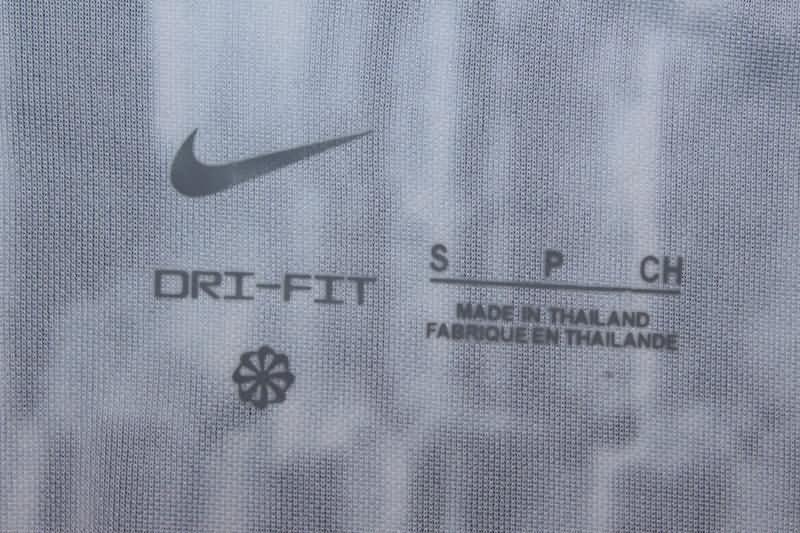 DRI-FIT
S P CH
MADE IN THAILAND
FABRIQUE EN THAILANDE